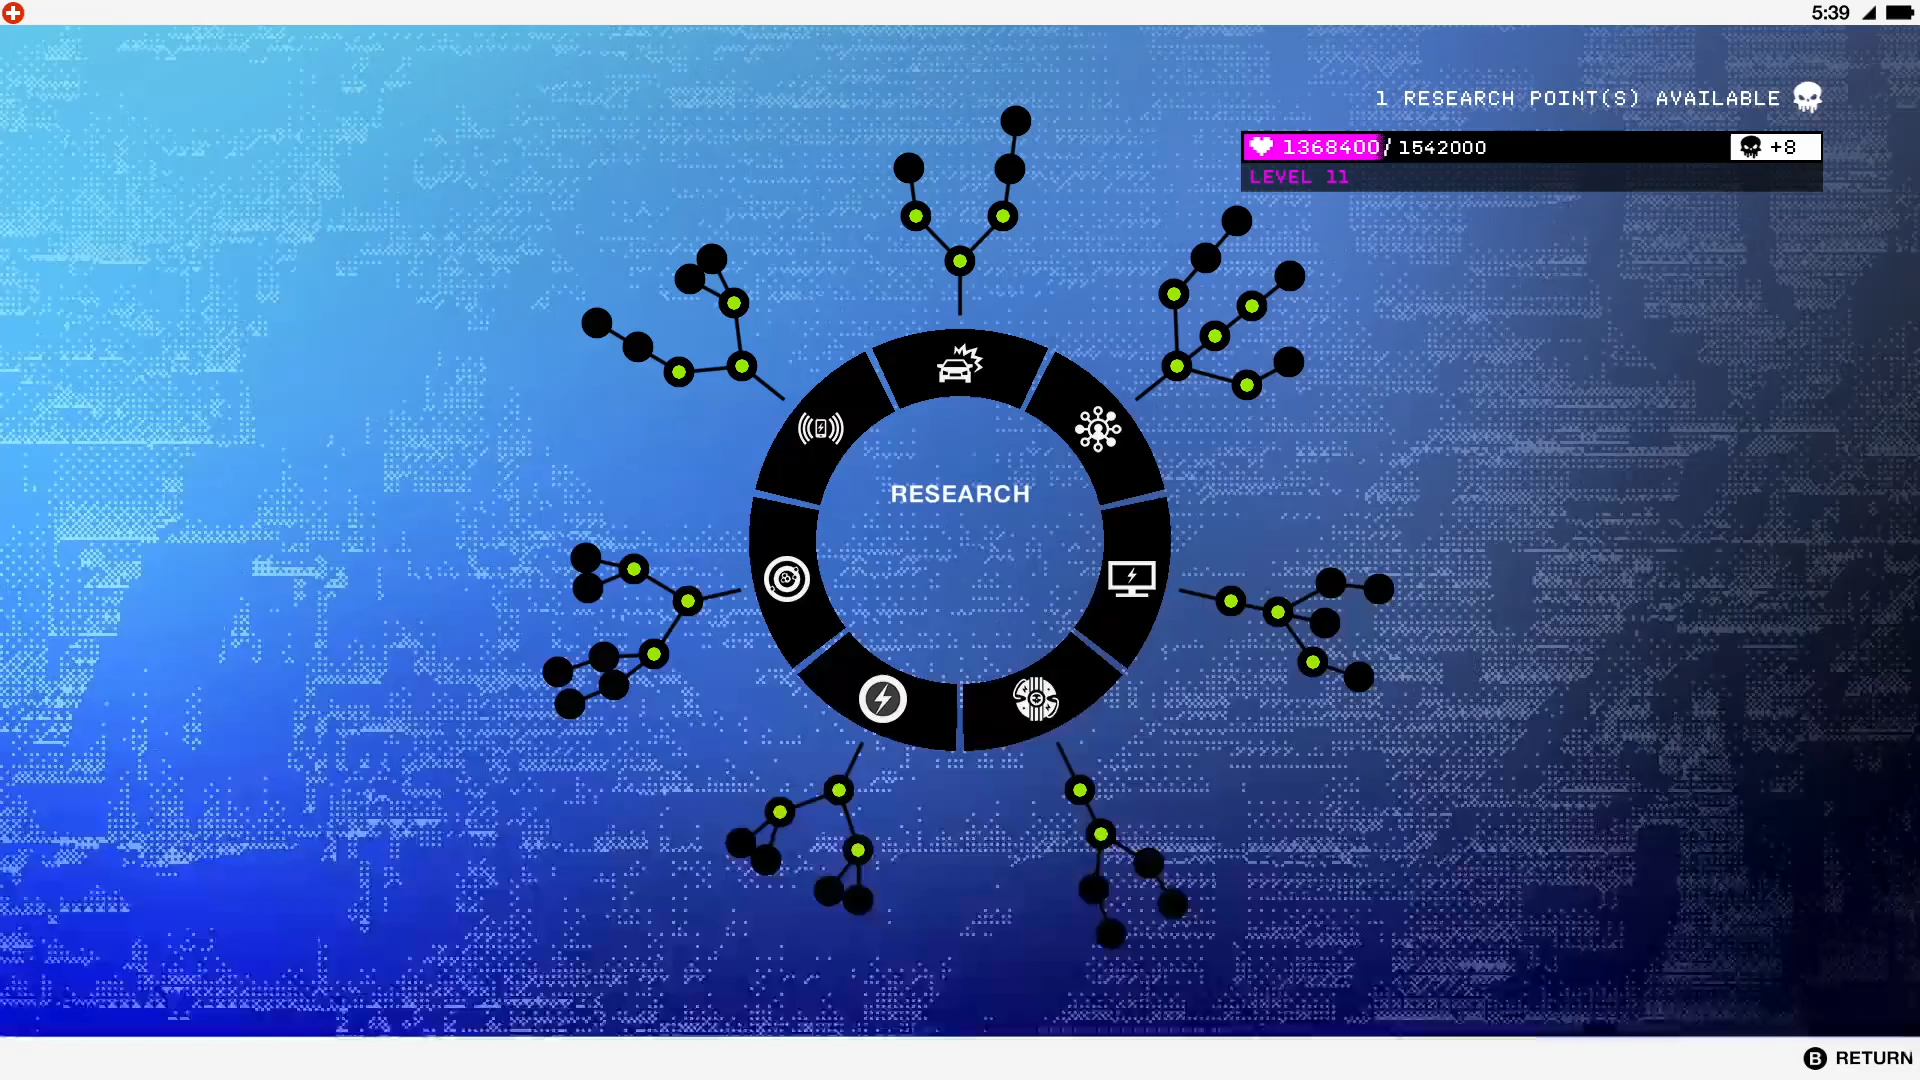 5:39
1 RESEARCH POINT(S) AVAILABLE
1368400/1542000
+8
LEVEL 11
RESEARCH
B RETURN